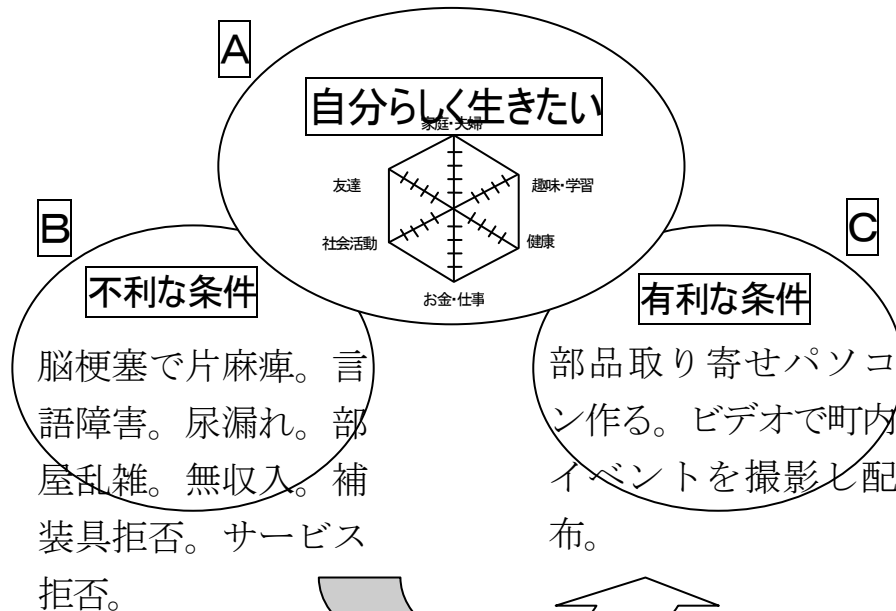 A
自分らしく生きたい
家庭・夫婦
友達
趣味・学習
社会活動
健康
お金・仕事
B
不利な条件
脳梗塞で片麻痺。言
語障害。尿漏れ。部
屋乱雑。無収入。補
装具拒否。サービス
拒否。
C
有利な条件
部品取り寄せパソコ
ン作る。ビデオで町内
イベントを撮影し配
布。